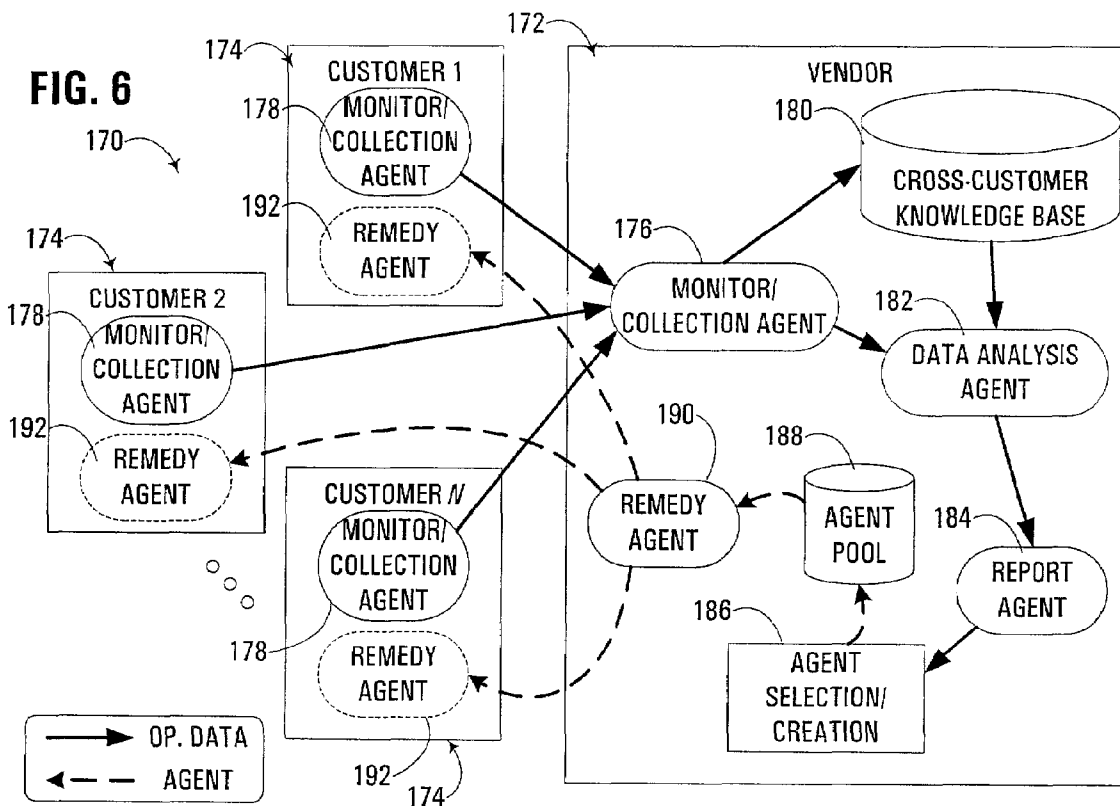 FIG. 6
170
174
CUSTOMER 1
178
MONITOR/
COLLECTION
AGENT
192
REMEDY
AGENT
174
CUSTOMER 2
178
MONITOR/
COLLECTION
AGENT
192
REMEDY
AGENT
CUSTOMER N
MONITOR/
COLLECTION
AGENT
178
REMEDY
AGENT
192
174
172
VENDOR
180
CROSS-CUSTOMER
KNOWLEDGE BASE
176
MONITOR/
COLLECTION AGENT
182
DATA ANALYSIS
AGENT
190
REMEDY
AGENT
188
AGENT
POOL
184
REPORT
AGENT
186
AGENT
SELECTION/
CREATION
OP. DATA
AGENT